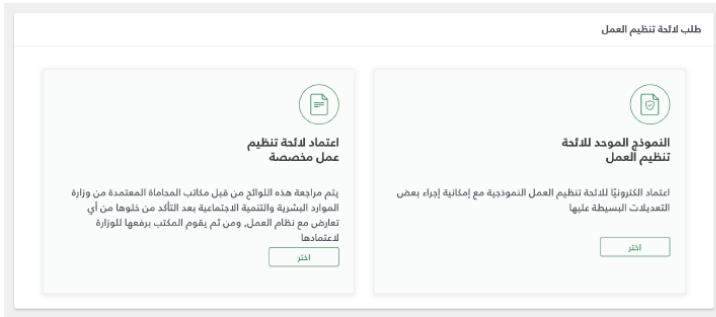 طلب لائحة تنظيم العمل
النموذج الموحد للائحة
تنظيم العمل
اعتماد الكترونيًا للائحة تنظيم العمل النموذجية مع إمكانية إجراء بعض
التعديلات البسيطة عليها
اختر
اعتماد لائحة تنظيم
عمل مخصصة
يتم مراجعة هذه اللوائح من قبل مكاتب المحاماة المعتمدة من وزارة
الموارد البشرية والتنمية الاجتماعية بعد التأكد من خلوها من أي
تعارض مع نظام العمل، ومن ثم يقوم المكتب برفعها للوزارة
لاعتمادها
اختر